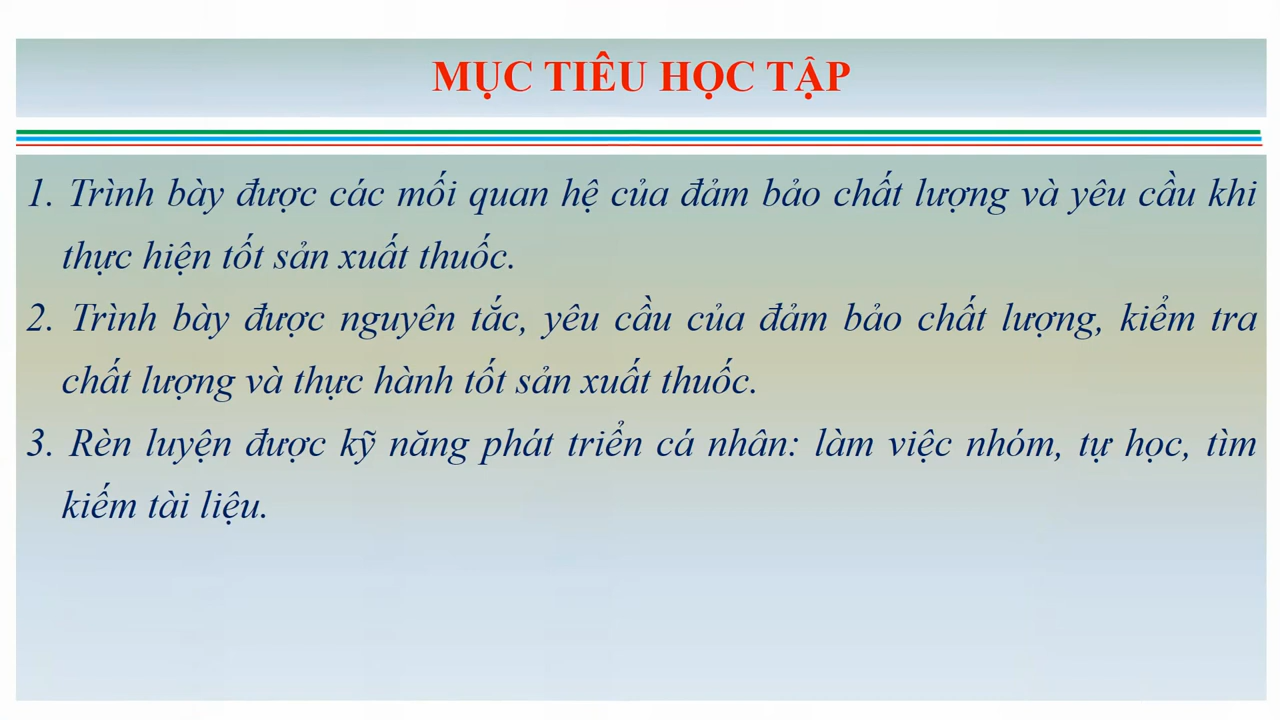 MỤC TIÊU HỌC TẬP
1. Trình bày được các mối quan hệ của đảm bảo chất lượng và yêu cầu khi
thực hiện tốt sản xuất thuốc.
2. Trình bày được nguyên tắc, yêu cầu của đảm bảo chất lượng, kiểm tra
chất lượng và thực hành tốt sản xuất thuốc.
3. Rèn luyện được kỹ năng phát triển cá nhân: làm việc nhóm, tự học, tìm
kiếm tài liệu.